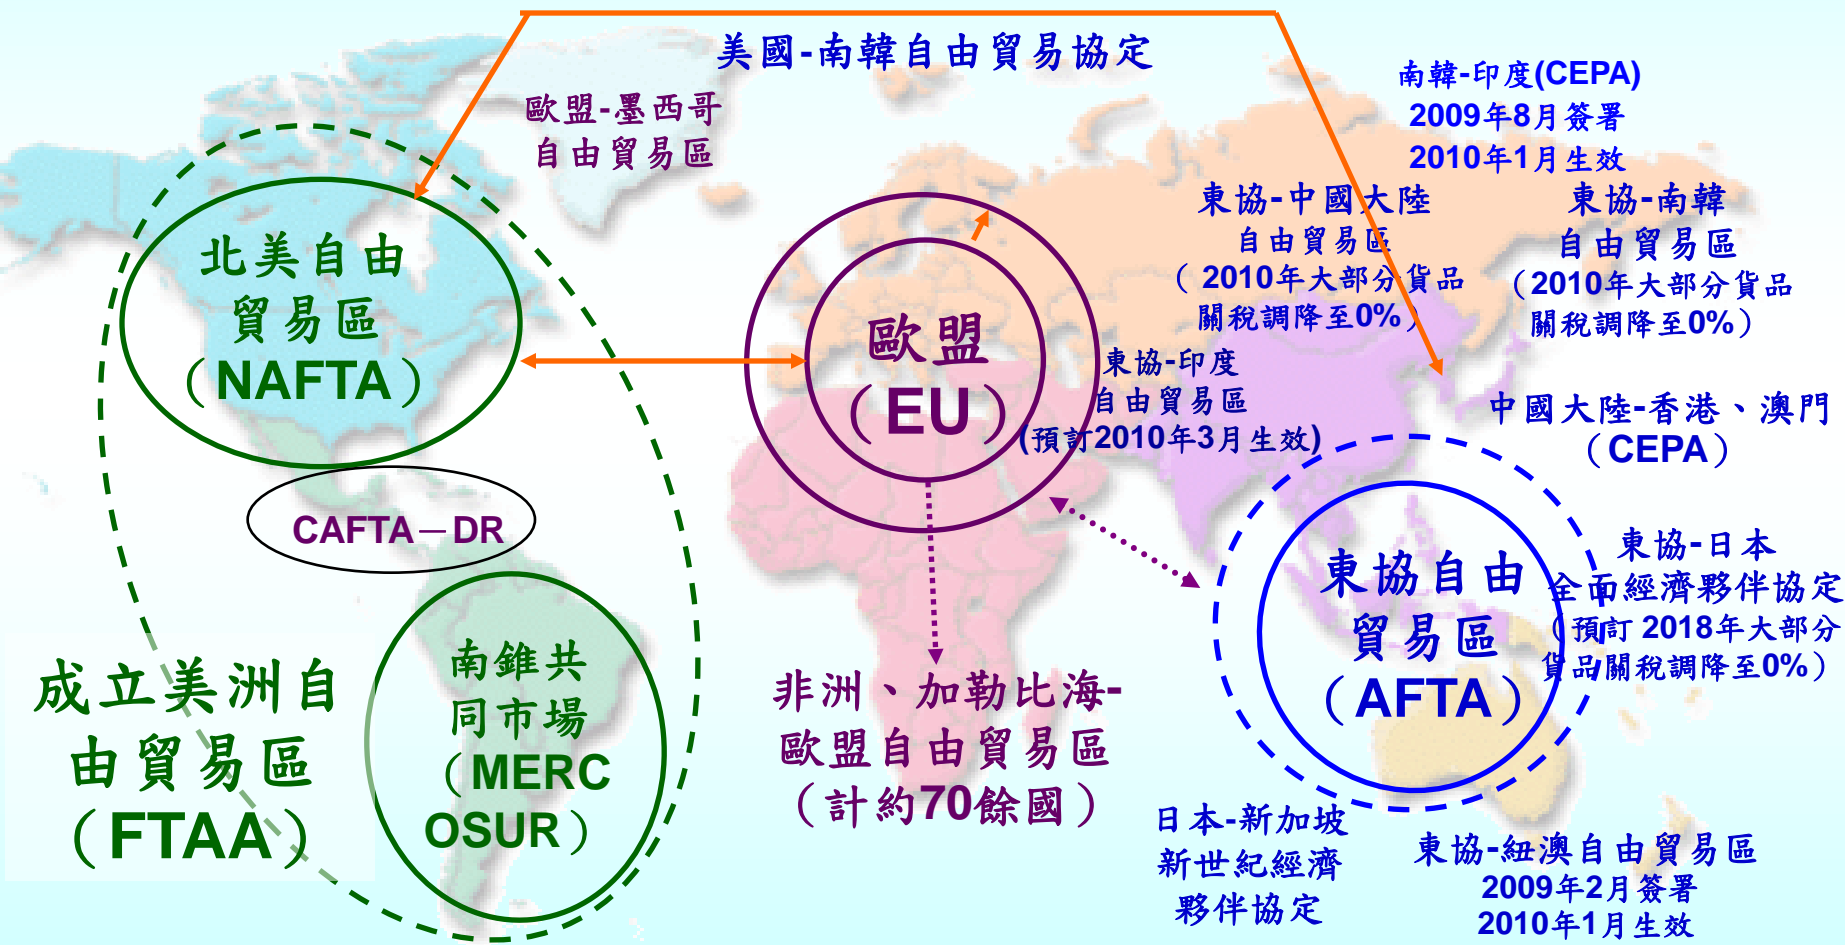 美國-南韓自由貿易協定
歐盟-墨西哥
自由貿易區
南韓-印度(CEPA)
2009年8月簽署
2010年1月生效
東協-中國大陸
自由貿易區
（2010年大部分貨品
關稅調降至0%）
東協-南韓
自由貿易區
（2010年大部分貨品
關稅調降至0%）
北美自由
貿易區
（NAFTA）
歐盟
（EU）
東協-印度
自由貿易區
(預訂2010年3月生效)
中國大陸-香港、澳門
（CEPA）
CAFTA－DR
東協自由
貿易區
（AFTA）
東協-日本
全面經濟夥伴協定
（預訂 2018年大部分
貨品關稅調降至0%）
成立美洲自
由貿易區
（FTAA）
南錐共
同市場
（MERC
OSUR）
非洲、加勒比海-
歐盟自由貿易區
（計約70餘國）
日本-新加坡
新世紀經濟
夥伴協定
東協-紐澳自由貿易區
2009年2月簽署
2010年1月生效